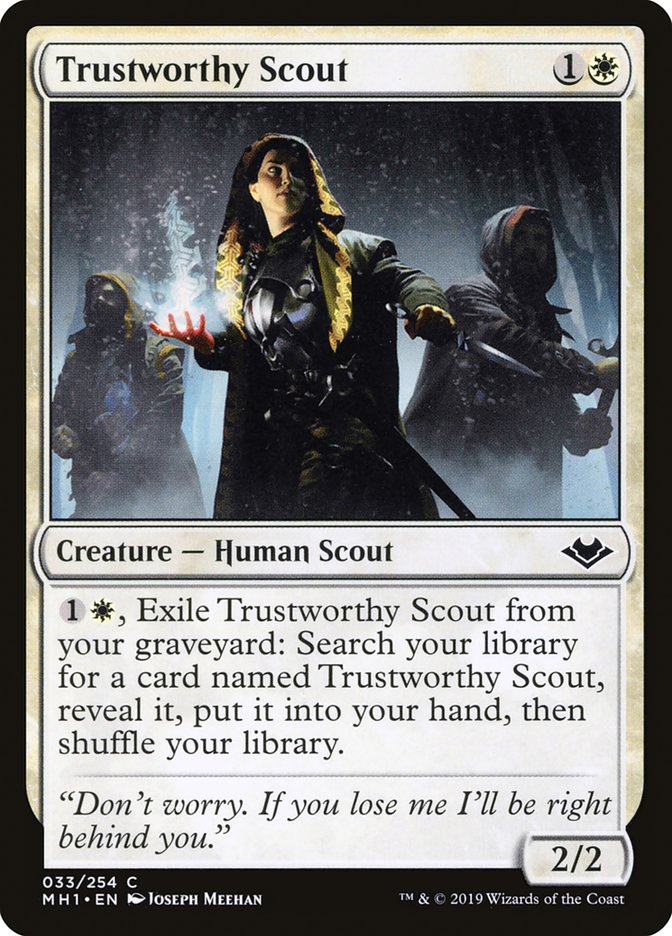 Trustworthy Scout 1
Creature — Human Scout
1 , Exile Trustworthy Scout from
your graveyard: Search your library
for a card named Trustworthy Scout,
reveal it, put it into your hand, then
shuffle your library.
“Don’t worry. If you lose me I’ll be right
behind you.”
2/2
033/254 C
MH1 • EN Joseph Meehan
™ & © 2019 Wizards of the Coast